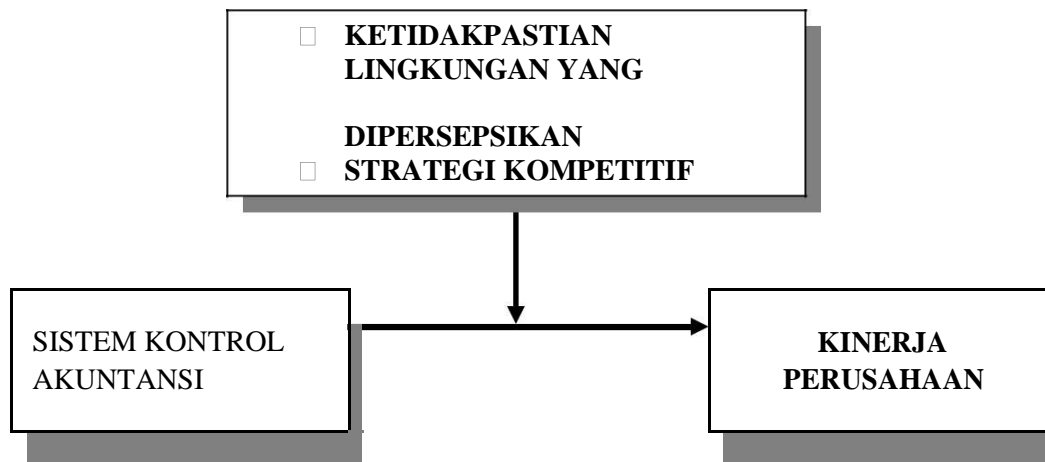 □ KETIDAKPASTIAN
LINGKUNGAN YANG
DIPERSEPSIKAN
□ STRATEGI KOMPETITIF
SISTEM KONTROL
AKUNTANSI
KINERJA
PERUSAHAAN